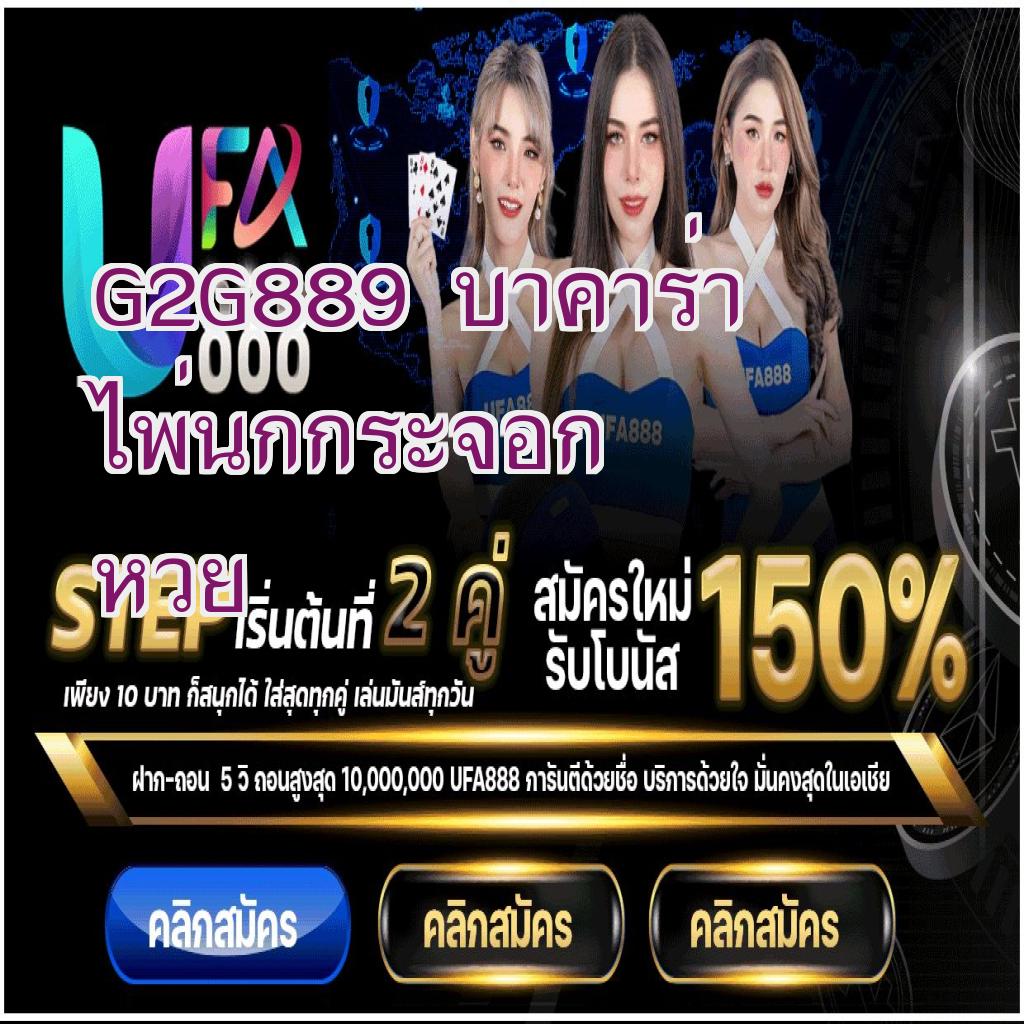 UFA
888
G2G889 บาคาร่า
ไพ่นกกระจอก
หวย
UFA888
UFA888
UFA888
STEP เริ่นต้นที่ 2 คู่
เพียง 10 บาท ก็สนุกได้ ใส่สุดทุกคู่ เล่นมันส์ทุกวัน
สมัครใหม่
รับโบนัส
150%
ฝาก-ถอน 5 วิ ถอนสูงสุด 10,000,000 UFA888 การันตีด้วยชื่อ บริการด้วยใจ มั่นคงสุดในเอเชีย
คลิกสมัคร
คลิกสมัคร
คลิกสมัคร